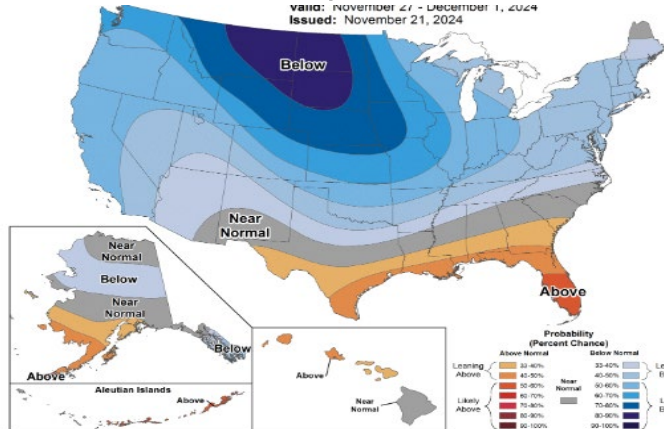 Valid: November 27 - December 1, 2024
Issued: November 21, 2024
Below
Near
Normal
Above
Near
Normal
Below
Near
Normal
Above
Below
Aleutian Islands
Above
Above
Near
Normal
Probability
(Percent Chance)
Above Normal
Below Normal
Leaning
Above
Likely
Above
33-40%
40-50%
50-60%
60-70%
70-80%
80-90%
90-100%
Near
Normal
33-40%
40-50%
50-60%
60-70%
70-80%
80-90%
90-100%